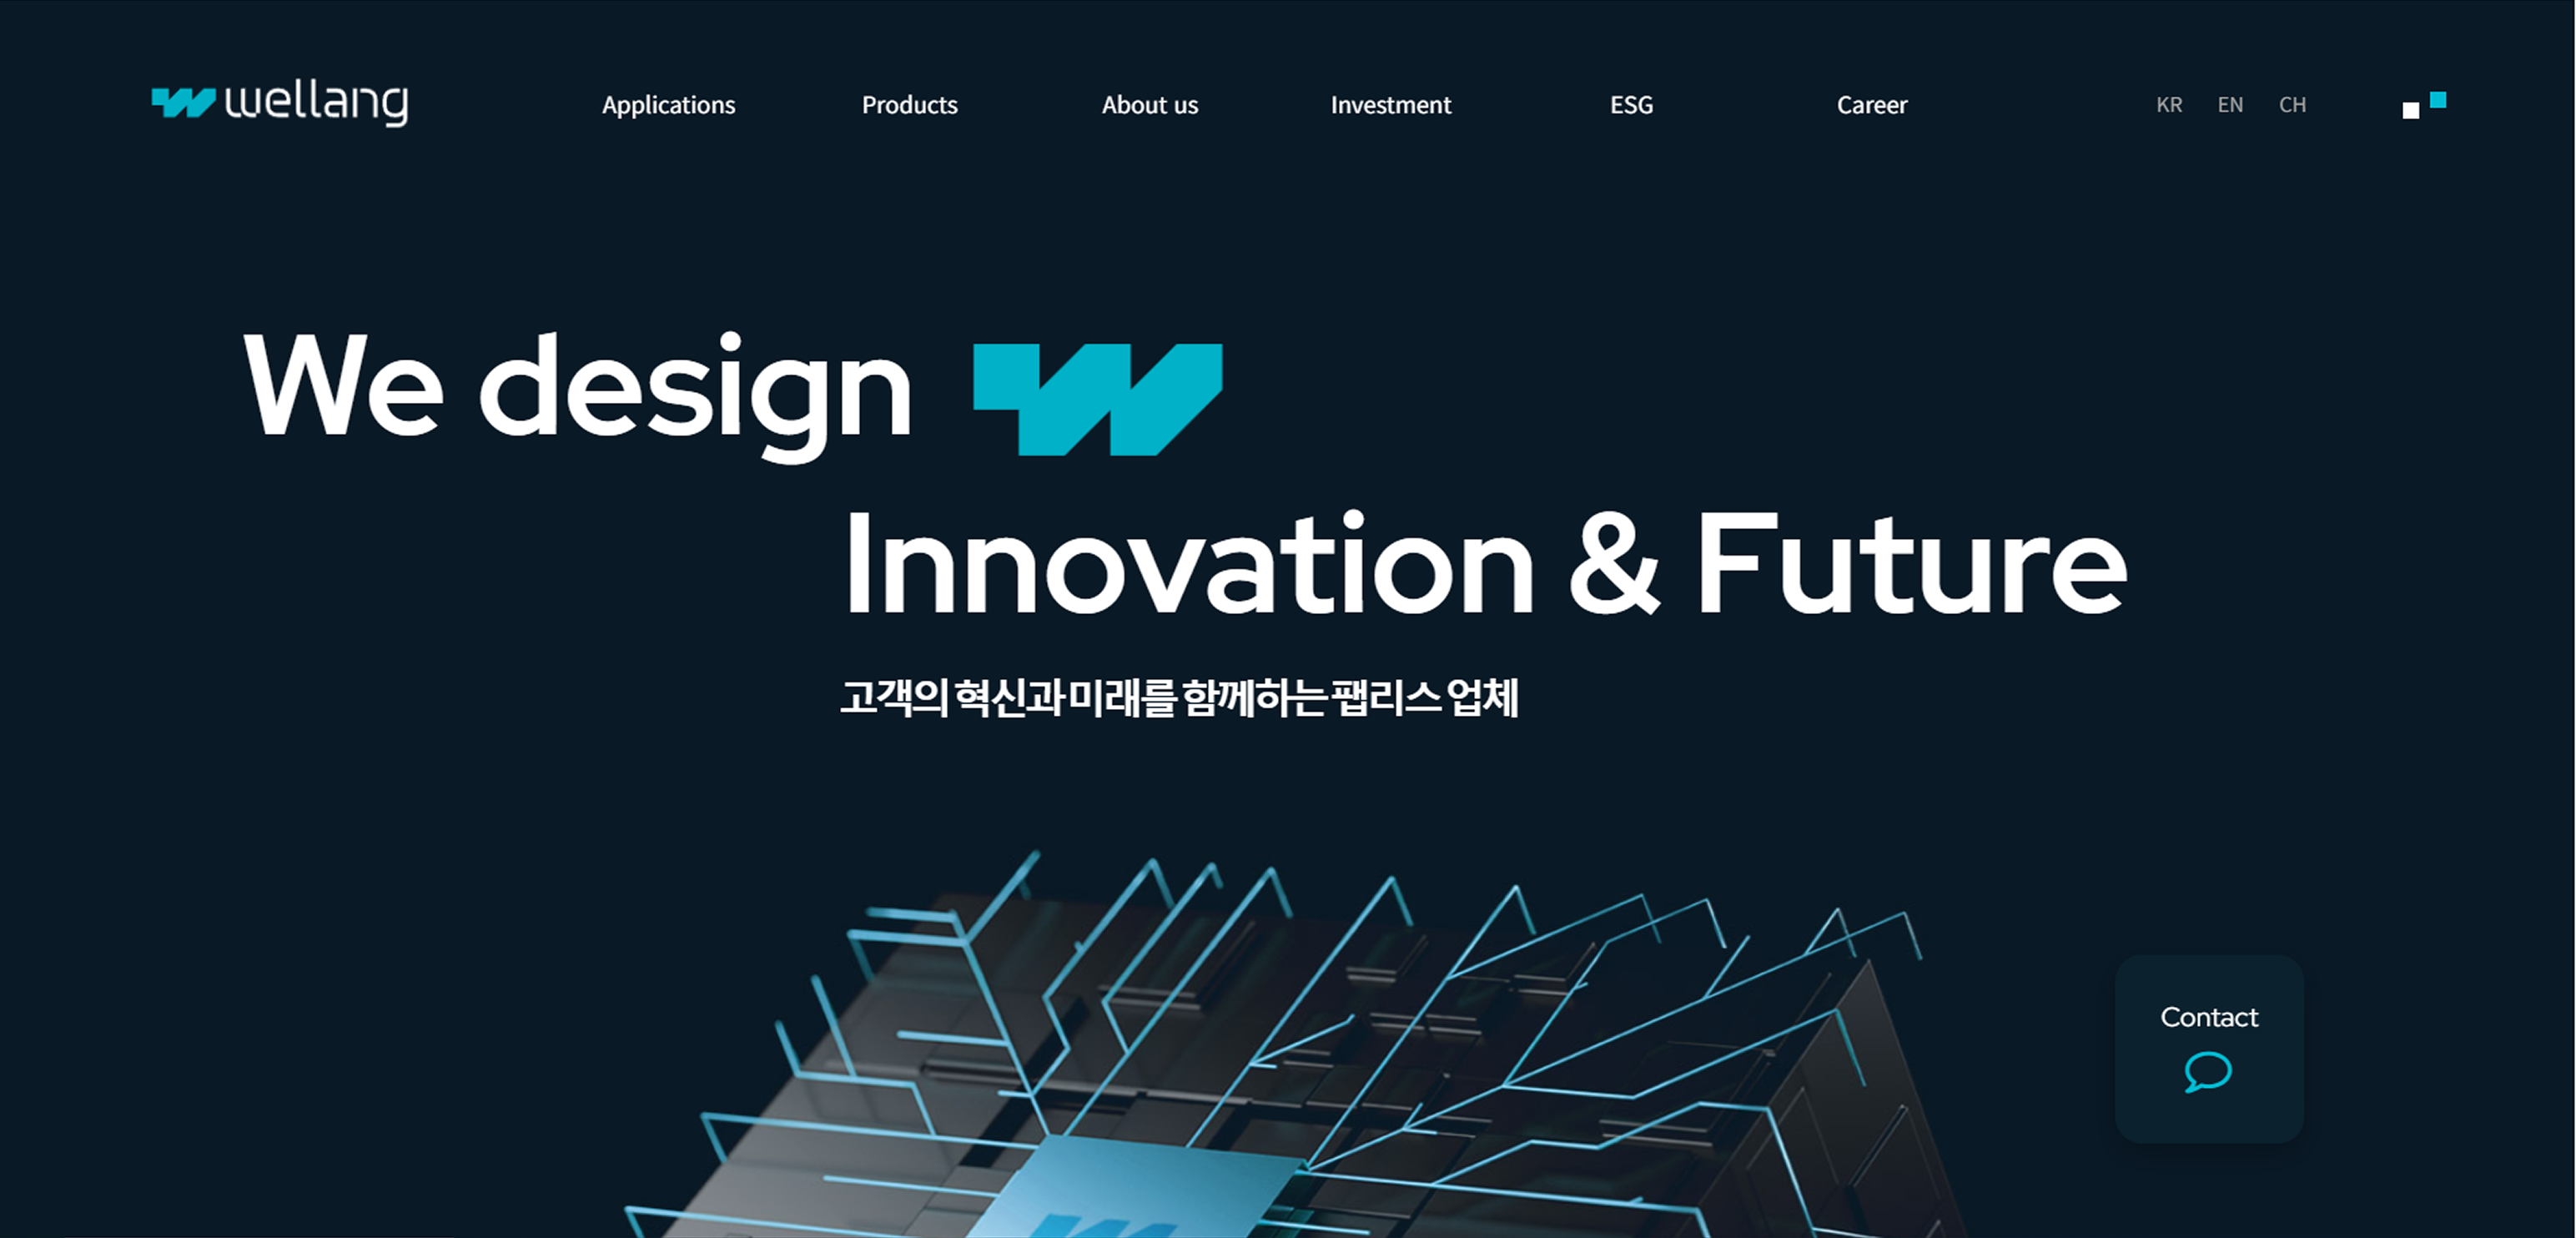 wellang
Applications Products About us Investment ESG Career KR EN CH
We design
Innovation & Future
고객의 혁신과 미래를 함께하는 팹리스 업체
Contact